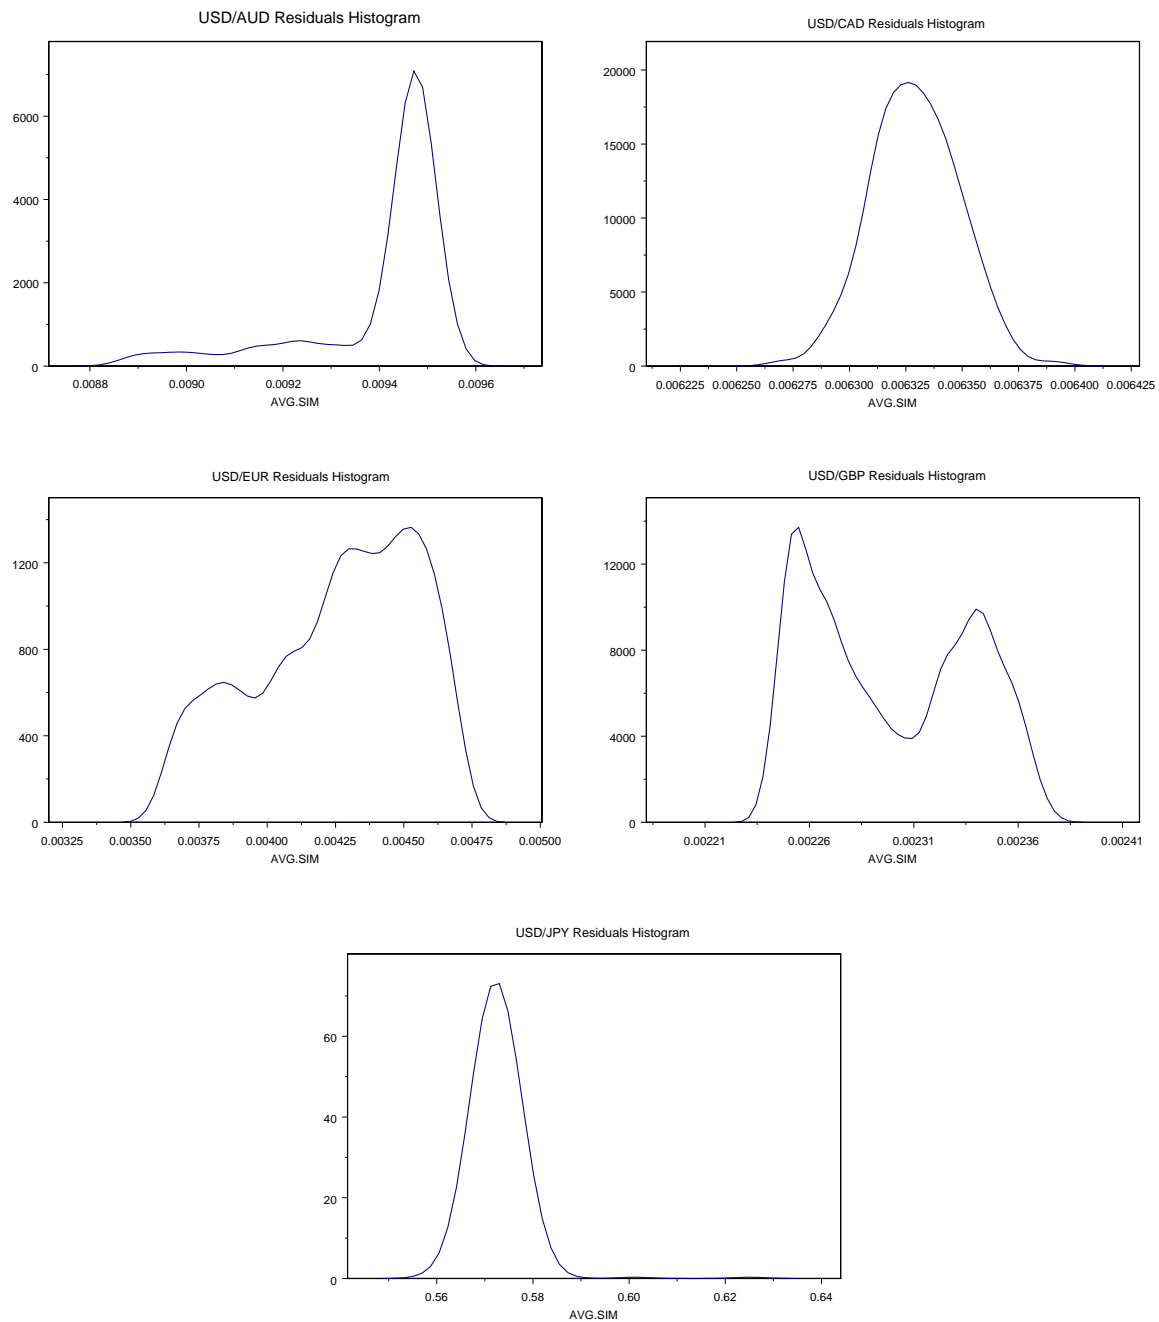 USD/AUD Residuals Histogram
6000
4000
2000
0
0.0088 0.0090 0.0092 0.0094 0.0096
AVG.SIM
USD/CAD Residuals Histogram
20000
15000
10000
5000
0
0.006225 0.006250 0.006275 0.006300 0.006325 0.006350 0.006375 0.006400 0.006425
AVG.SIM
USD/EUR Residuals Histogram
1200
800
400
0
0.00325 0.00350 0.00375 0.00400 0.00425 0.00450 0.00475 0.00500
AVG.SIM
USD/GBP Residuals Histogram
12000
8000
4000
0
0.00221 0.00226 0.00231 0.00236 0.00241
AVG.SIM
USD/JPY Residuals Histogram
60
40
20
0
0.56 0.58 0.60 0.62 0.64
AVG.SIM